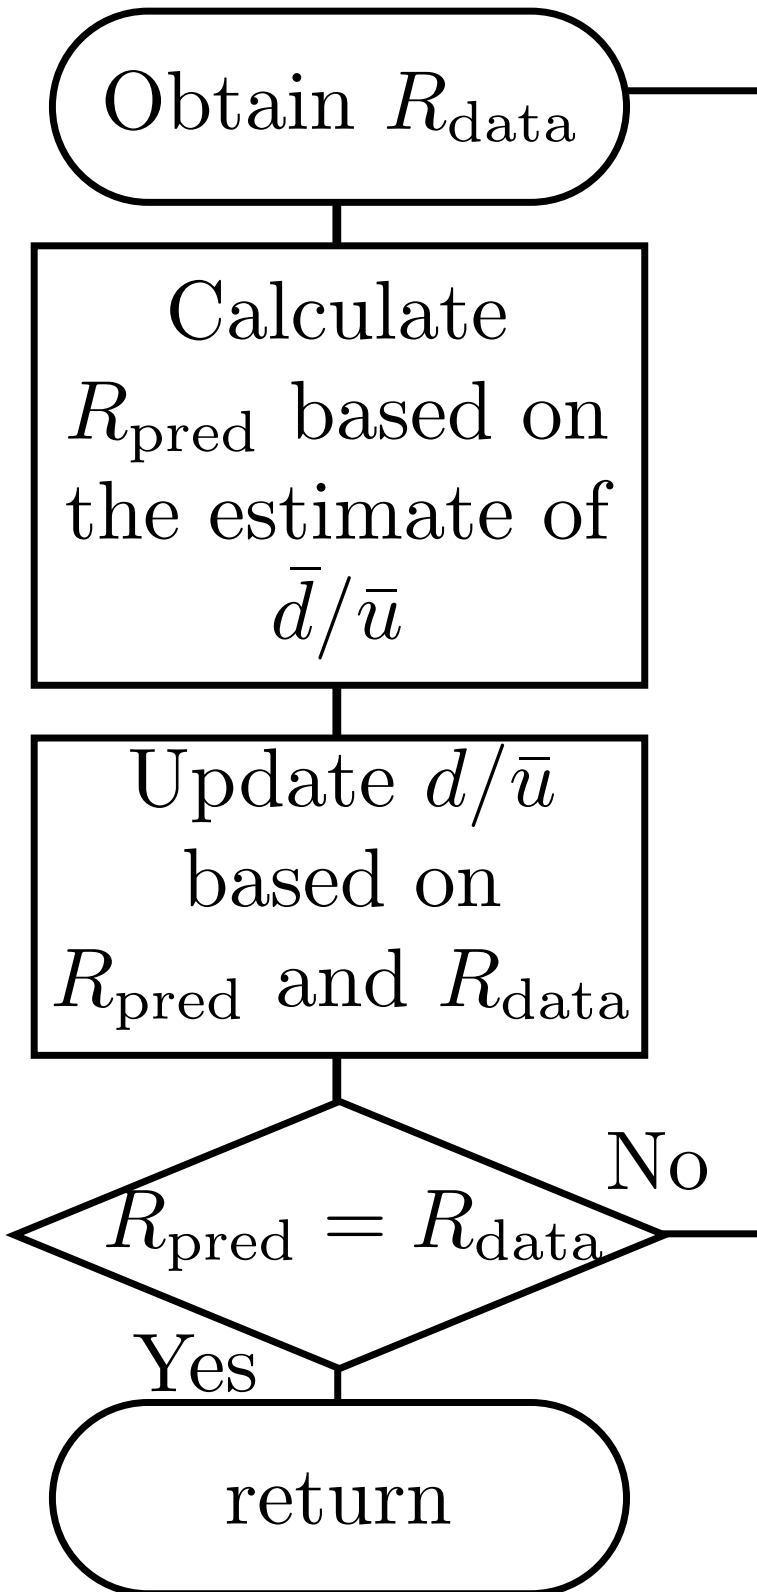 Obtain R_data
Calculate
R_pred based on
the estimate of
d̄/ū
Update d/ū
based on
R_pred and R_data
R_pred = R_data
No
Yes
return